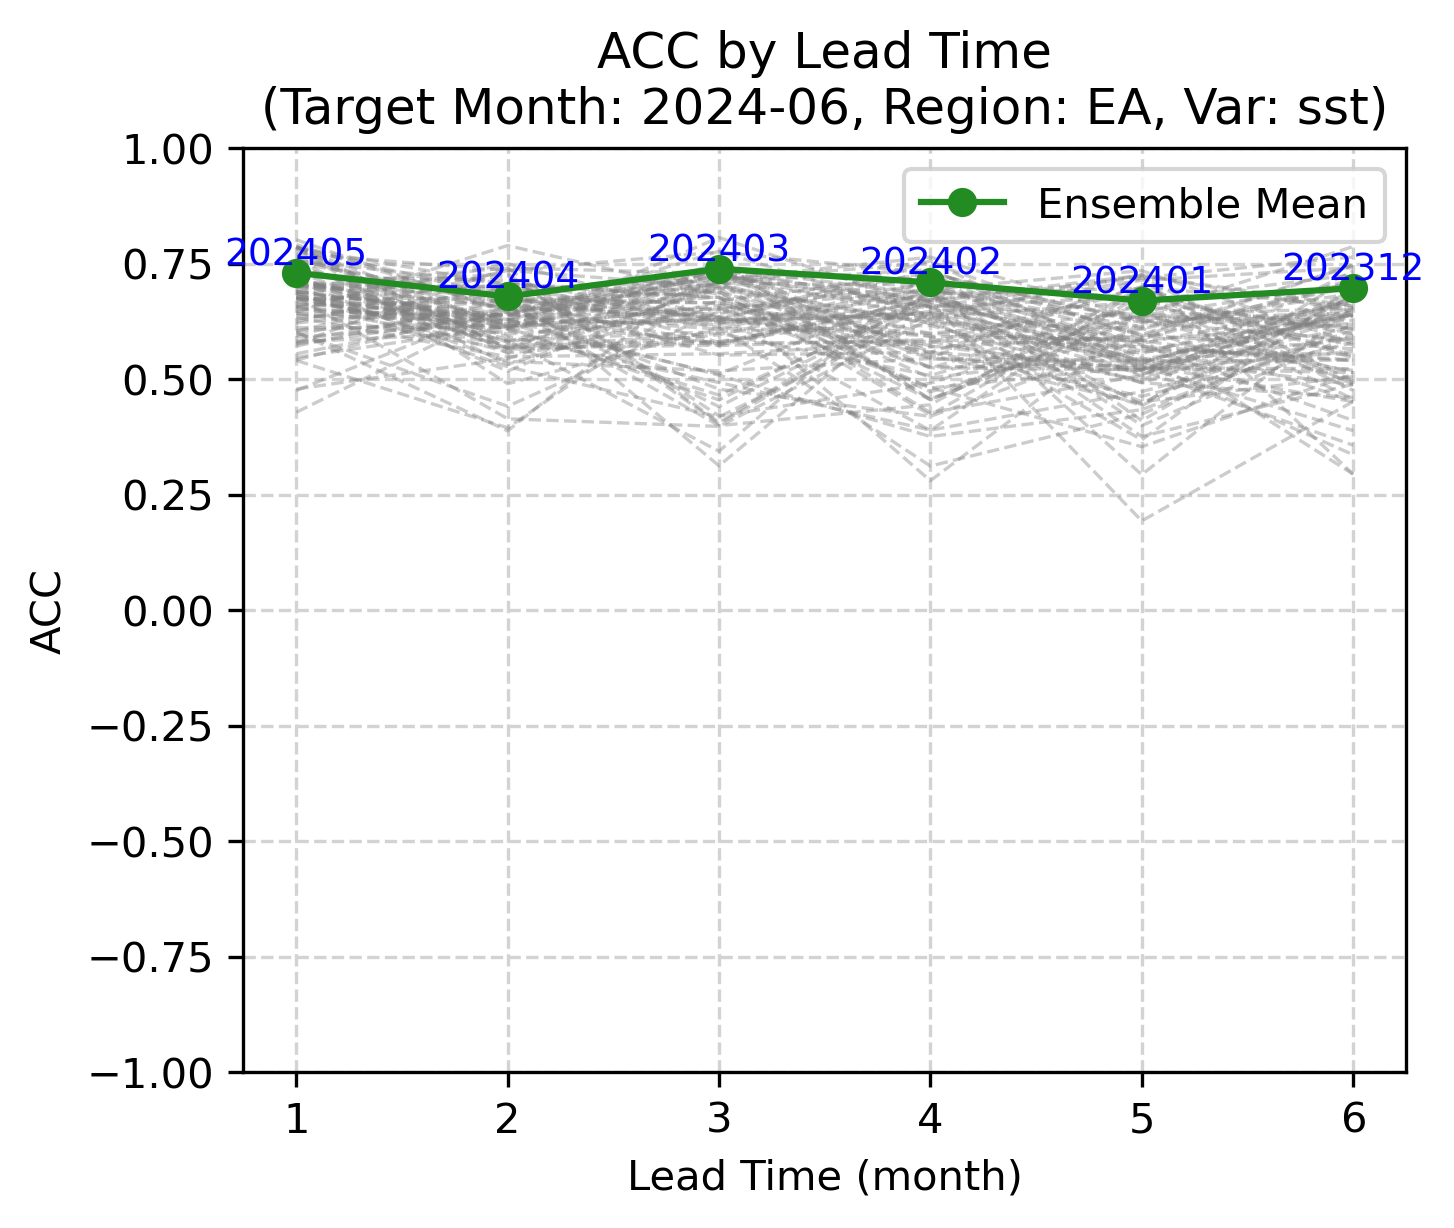 ACC by Lead Time
(Target Month: 2024-06, Region: EA, Var: sst)
1.00
0.75
0.50
0.25
0.00
−0.25
−0.50
−0.75
−1.00
ACC
Ensemble Mean
202405
202404
202403
202402
202401
202312
1 2 3 4 5 6
Lead Time (month)